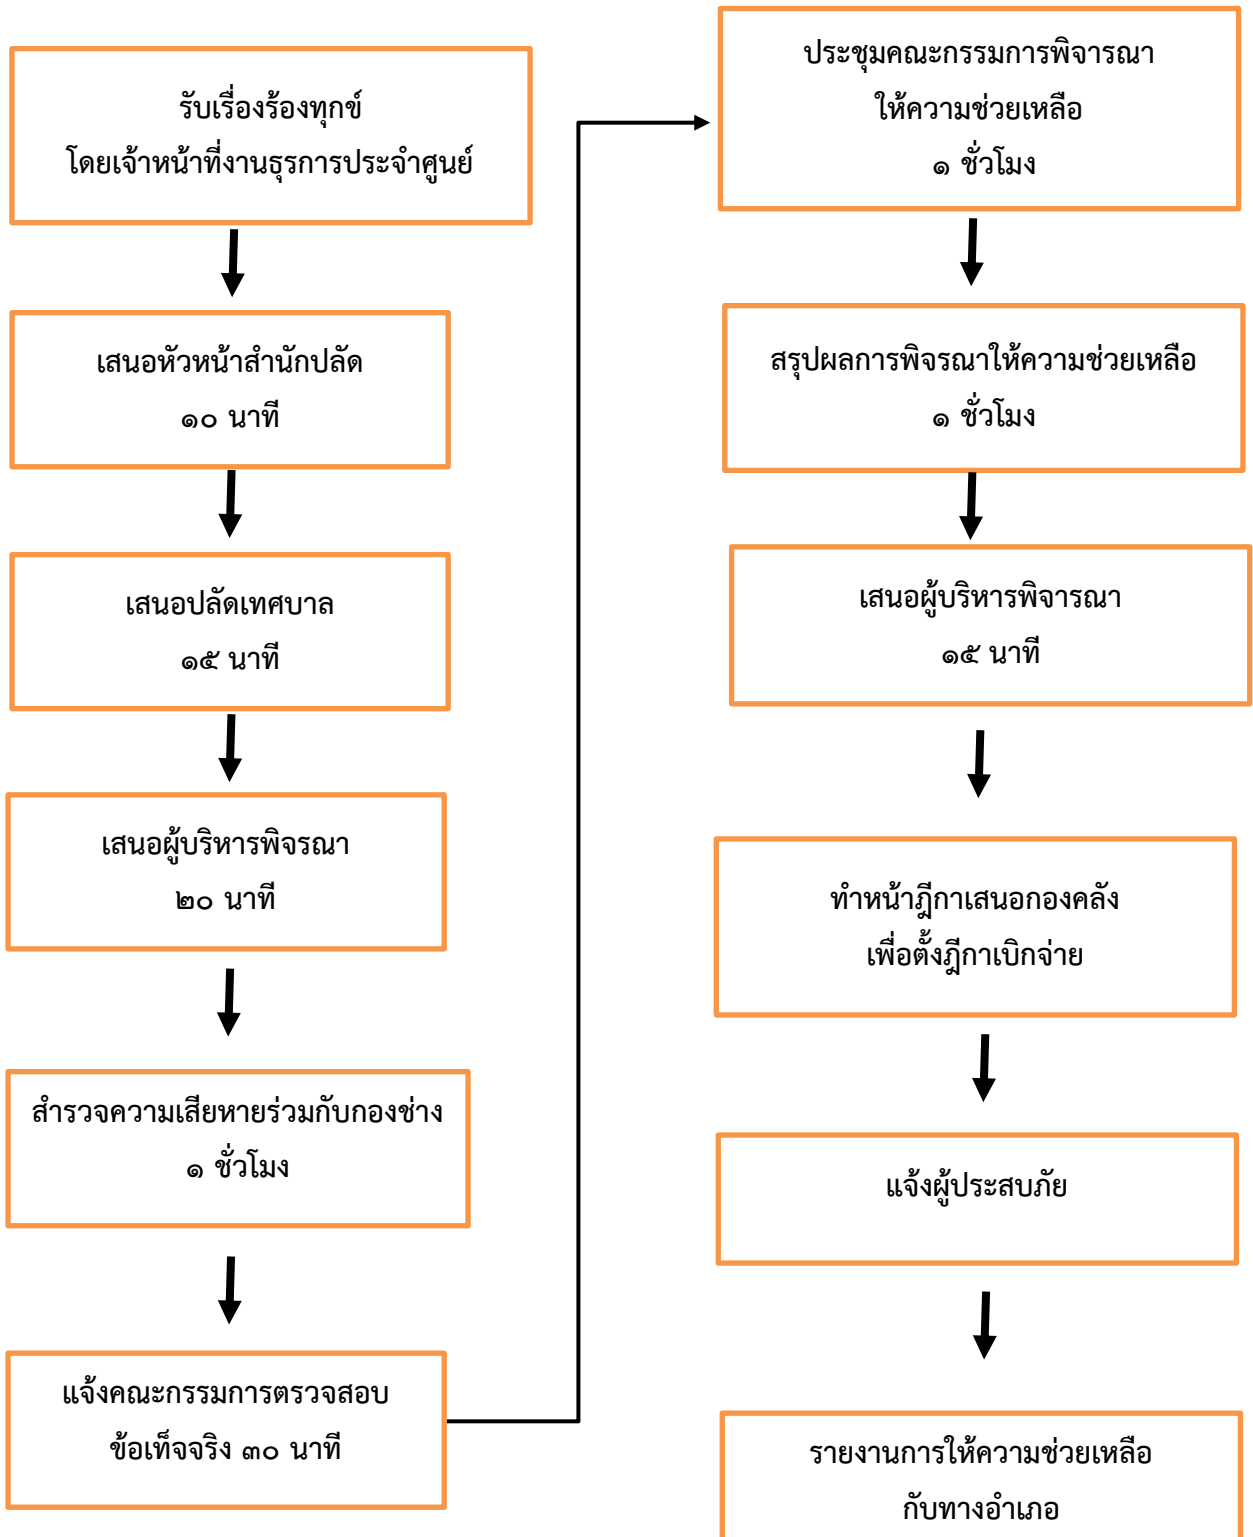 รับเรื่องร้องทุกข์
โดยเจ้าหน้าที่งานธุรการประจำศูนย์
เสนอหัวหน้าสำนักปลัด
๑๐ นาที
เสนอปลัดเทศบาล
๑๕ นาที
เสนอผู้บริหารพิจรณา
๒๐ นาที
สำรวจความเสียหายร่วมกับกองช่าง
๑ ชั่วโมง
แจ้งคณะกรรมการตรวจสอบ
ข้อเท็จจริง ๓๐ นาที
ประชุมคณะกรรมการพิจารณา
ให้ความช่วยเหลือ
๑ ชั่วโมง
สรุปผลการพิจรณาให้ความช่วยเหลือ
๑ ชั่วโมง
เสนอผู้บริหารพิจารณา
๑๕ นาที
ทำหน้าฎีกาเสนอกองคลัง
เพื่อตั้งฎีกาเบิกจ่าย
แจ้งผู้ประสบภัย
รายงานการให้ความช่วยเหลือ
กับทางอำเภอ